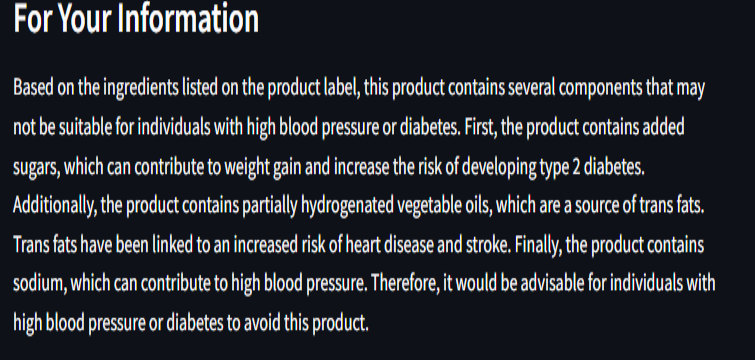 For Your Information
Based on the ingredients listed on the product label, this product contains several components that may
not be suitable for individuals with high blood pressure or diabetes. First, the product contains added
sugars, which can contribute to weight gain and increase the risk of developing type 2 diabetes.
Additionally, the product contains partially hydrogenated vegetable oils, which are a source of trans fats.
Trans fats have been linked to an increased risk of heart disease and stroke. Finally, the product contains
sodium, which can contribute to high blood pressure. Therefore, it would be advisable for individuals with
high blood pressure or diabetes to avoid this product.